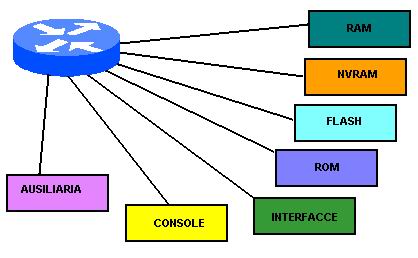 RAM
NVRAM
FLASH
ROM
AUSILIARIA
CONSOLE
INTERFACCE